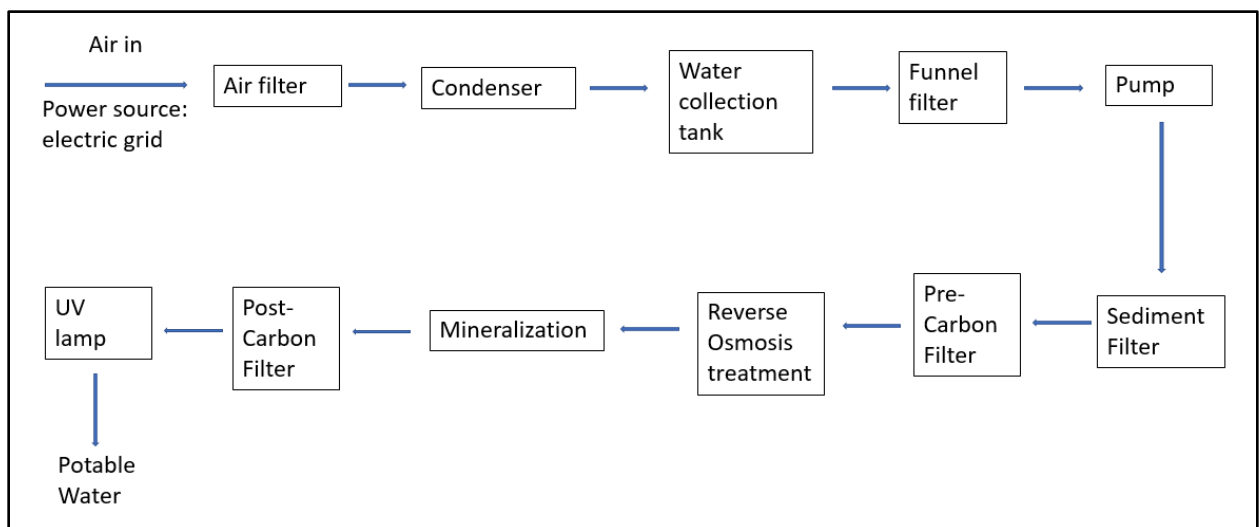 Air in
Power source:
electric grid
Air filter
Condenser
Water
collection
tank
Funnel
filter
Pump
Sediment
Filter
Pre-
Carbon
Filter
Reverse
Osmosis
treatment
Mineralization
Post-
Carbon
Filter
UV
lamp
Potable
Water